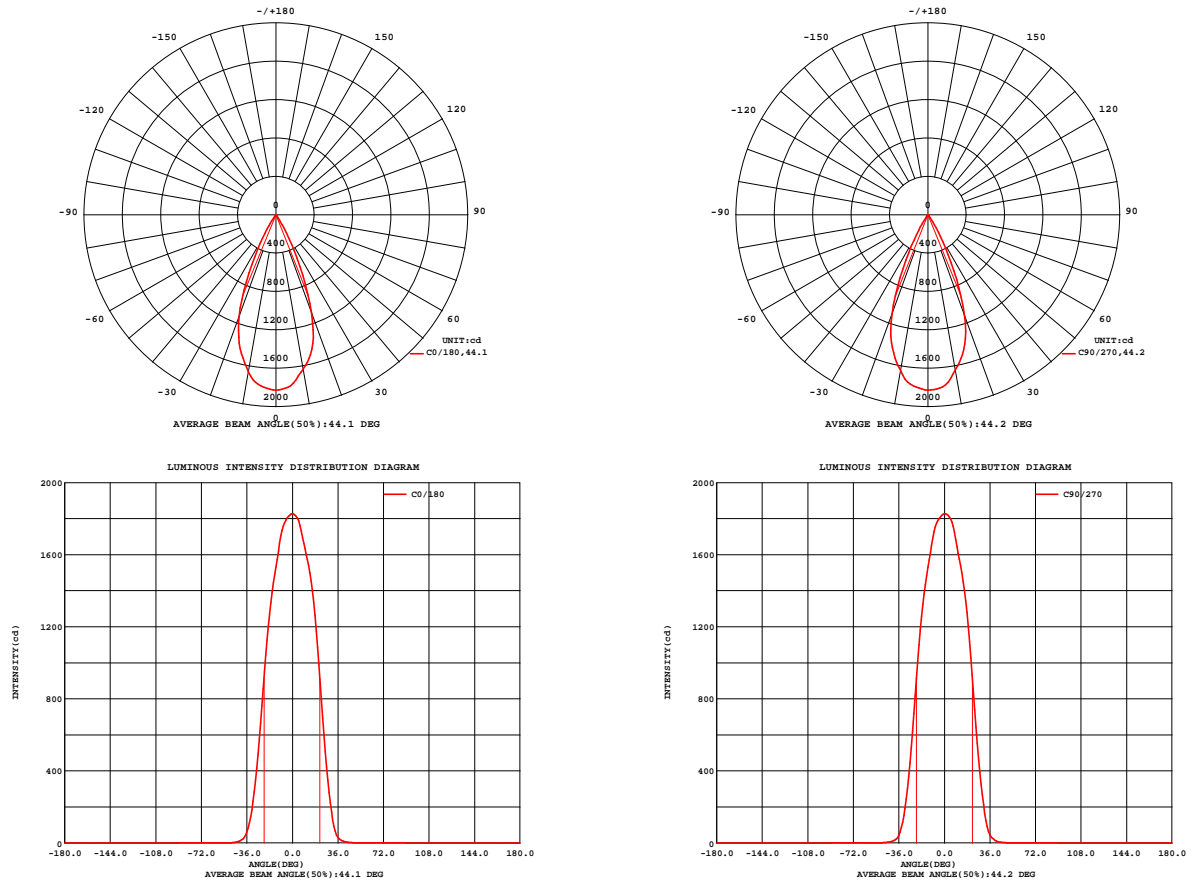 -/+180
-150
150
-120
120
-90
90
-60
60
-30
30
0
0
400
800
1200
1600
2000
UNIT:cd
C0/180,44.1
AVERAGE BEAM ANGLE(50%):44.1 DEG
-/+180
-150
150
-120
120
-90
90
-60
60
-30
30
0
0
400
800
1200
1600
2000
UNIT:cd
C90/270,44.2
AVERAGE BEAM ANGLE(50%):44.2 DEG
LUMINOUS INTENSITY DISTRIBUTION DIAGRAM
C0/180
INTENSITY(cd)
2000
1600
1200
800
400
0
-180.0 -144.0 -108.0 -72.0 -36.0 0.0 36.0 72.0 108.0 144.0 180.0
ANGLE(DEG)
AVERAGE BEAM ANGLE(50%):44.1 DEG
LUMINOUS INTENSITY DISTRIBUTION DIAGRAM
C90/270
INTENSITY(cd)
2000
1600
1200
800
400
0
-180.0 -144.0 -108.0 -72.0 -36.0 0.0 36.0 72.0 108.0 144.0 180.0
ANGLE(DEG)
AVERAGE BEAM ANGLE(50%):44.2 DEG